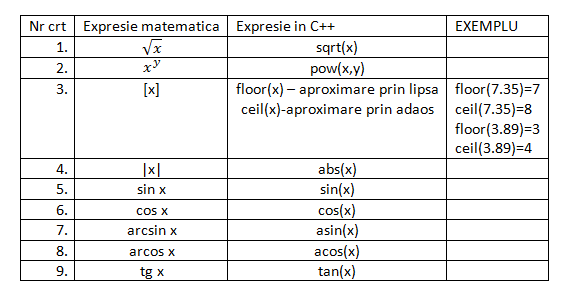 Nr crt Expresie matematica Expresie in C++ EXEMPLU
1. √x sqrt(x)
2. x^y pow(x,y)
3. [x] floor(x) – aproximare prin lipsa floor(7.35)=7
ceil(x)-aproximare prin adaos ceil(7.35)=8
floor(3.89)=3
ceil(3.89)=4
4. |x| abs(x)
5. sin x sin(x)
6. cos x cos(x)
7. arcsin x asin(x)
8. arcos x acos(x)
9. tg x tan(x)